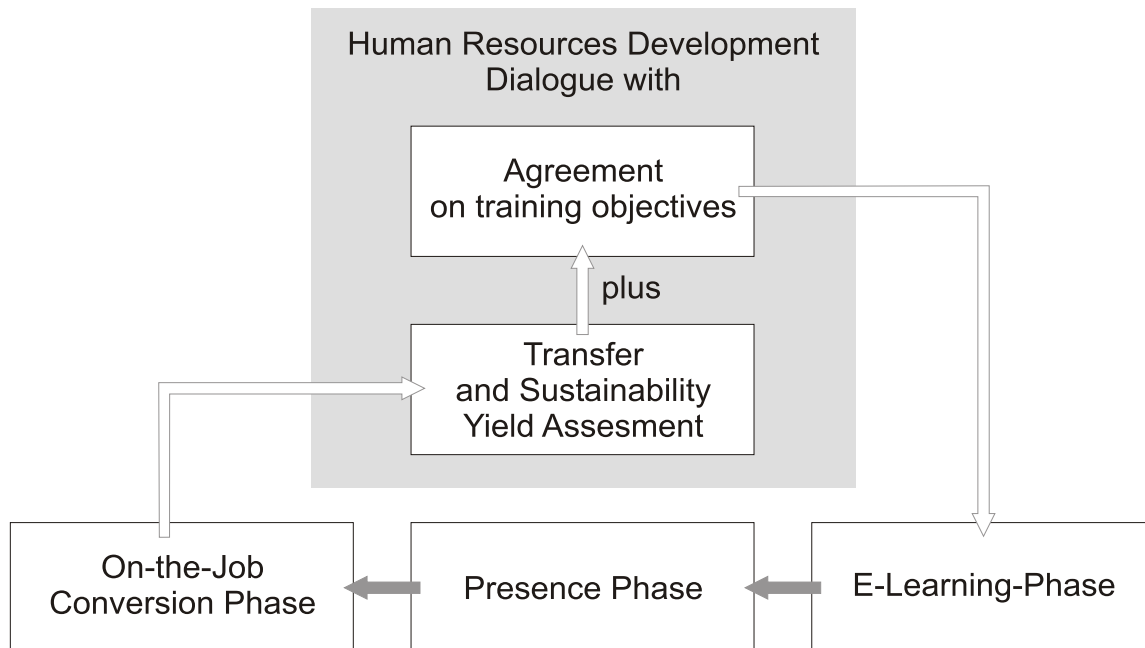 Human Resources Development
Dialogue with
Agreement
on training objectives
plus
Transfer
and Sustainability
Yield Assesment
On-the-Job
Conversion Phase
Presence Phase
E-Learning-Phase